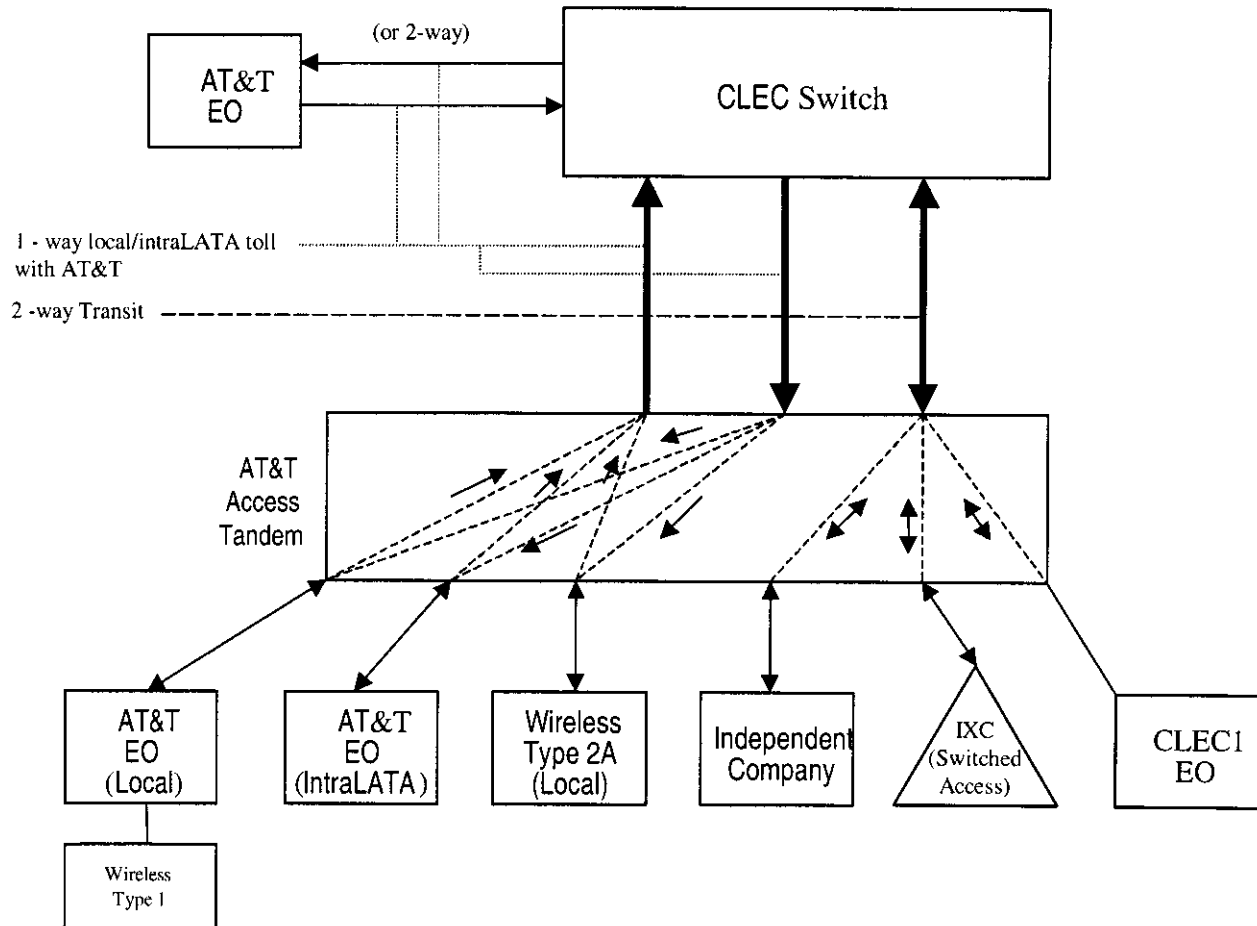 (or 2-way)
AT&T
EO
CLEC Switch
1 - way local/intraLATA toll
with AT&T
2 -way Transit
AT&T
Access
Tandem
AT&T
EO
(Local)
AT&T
EO
(IntraLATA)
Wireless
Type 2A
(Local)
Independent
Company
IXC
(Switched
Access)
CLEC1
EO
Wireless
Type 1